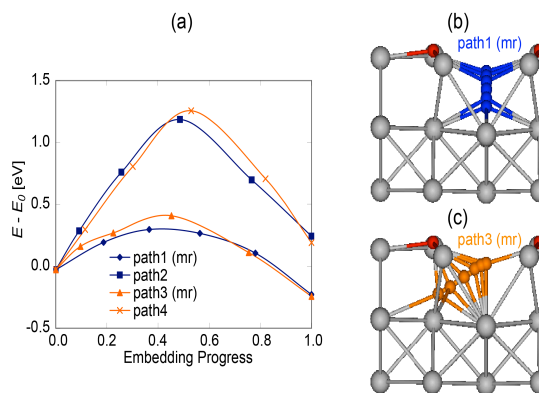 (a)
(b)
path1 (mr)
1.5
1.0
0.5
0.0
-0.5
E - E0 [eV]
path1 (mr)
path2
path3 (mr)
path4
0.0 0.2 0.4 0.6 0.8 1.0
Embedding Progress
(c)
path3 (mr)